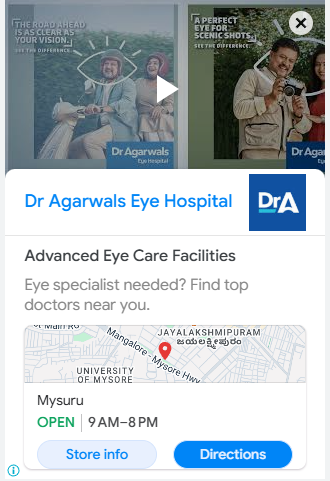 THE ROAD AHEAD
IS AS CLEAR AS
YOUR VISION.
SEE THE DIFFERENCE.
Dr Agarwals
Eye Hospital
A PERFECT
EYE FOR
SCENIC SHOTS.
SEE THE DIFFERENCE.
Dr Agarwals
Eye Hospital
Dr Agarwals Eye Hospital
DrA
Advanced Eye Care Facilities
Eye specialist needed? Find top
doctors near you.
JAYALAKSHMIPURAM
ಜಯಲಕ್ಷ್ಮೀಪುರಂ
Mangalore - Mysore Hwy
UNIVERSITY
OF MYSORE
Mysuru
OPEN | 9 AM–8 PM
Store info
Directions